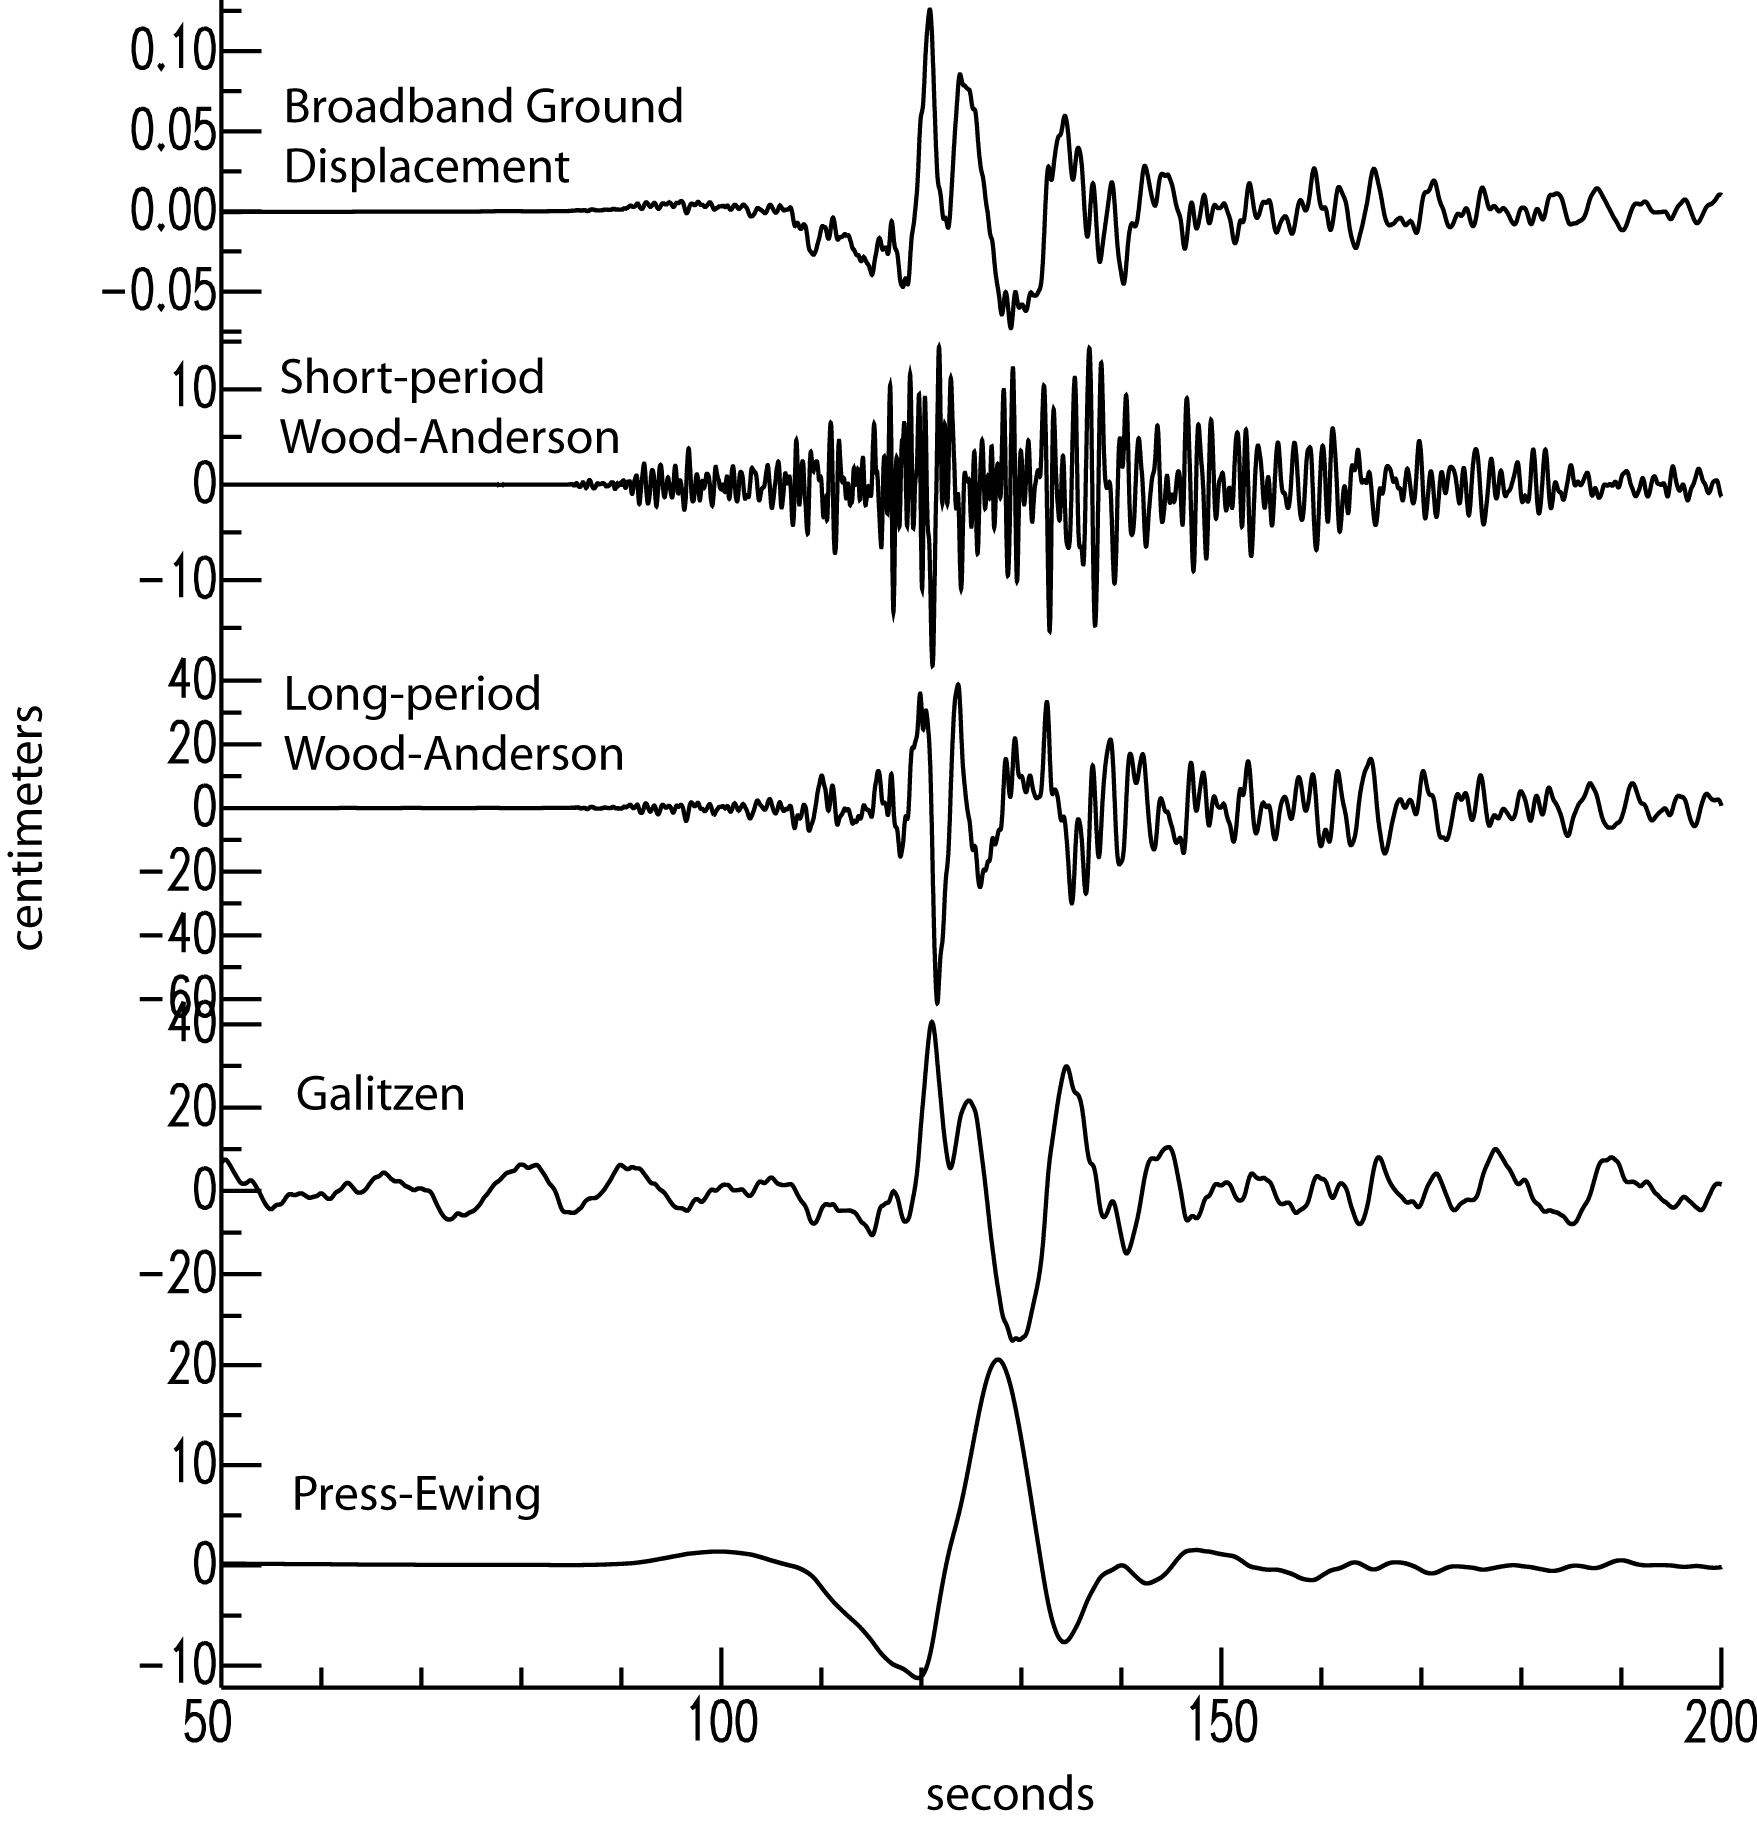 0.10
Broadband Ground
0.05
Displacement
0.00
−0.05
Short-period
10
Wood-Anderson
0
−10
40
Long-period
20
Wood-Anderson
0
−20
−40
−60
centimeters
40
Galitzen
20
0
−20
20
10
Press-Ewing
0
−10
50 100 150 200
seconds